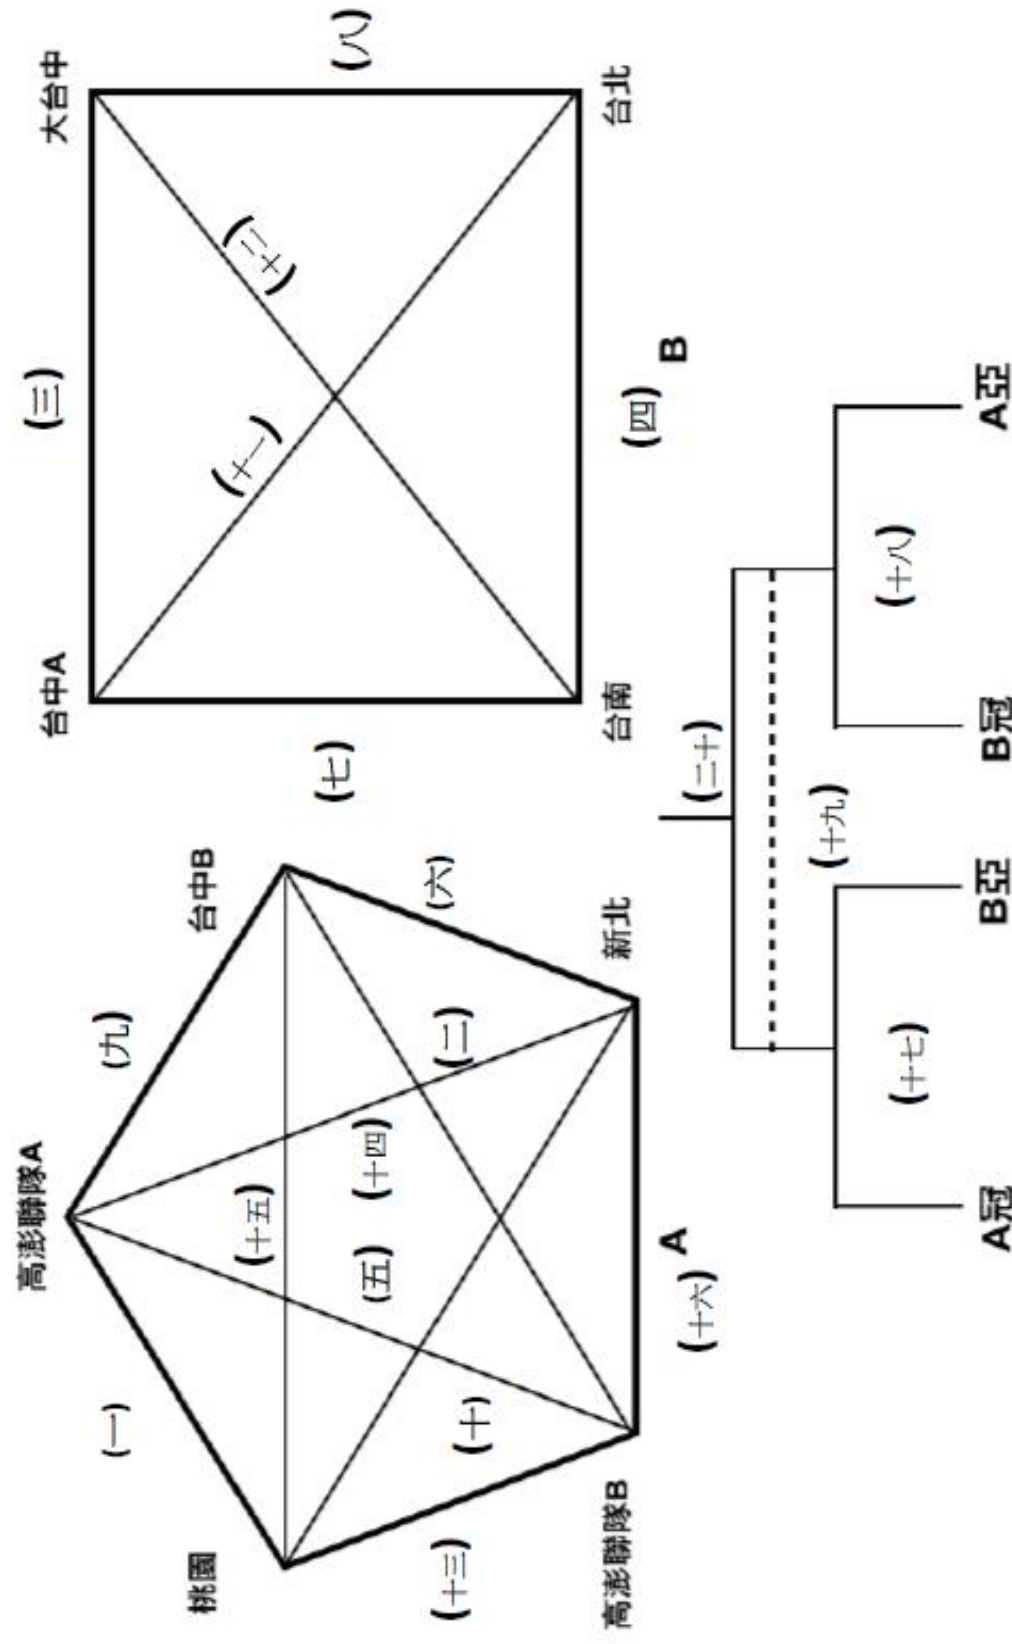 高澎聯隊A
(一)
(九)
桃園
台中B
(十五)
(十四)
(五)
(二)
(六)
(十)
(十三)
高澎聯隊B
新北
A
(十六)
台中A
(三)
大台中
(十一)
(十二)
(七)
(八)
台南
台北
(四)
B
(二十)
(十九)
(十七)
(十八)
A冠
B亞
B冠
A亞